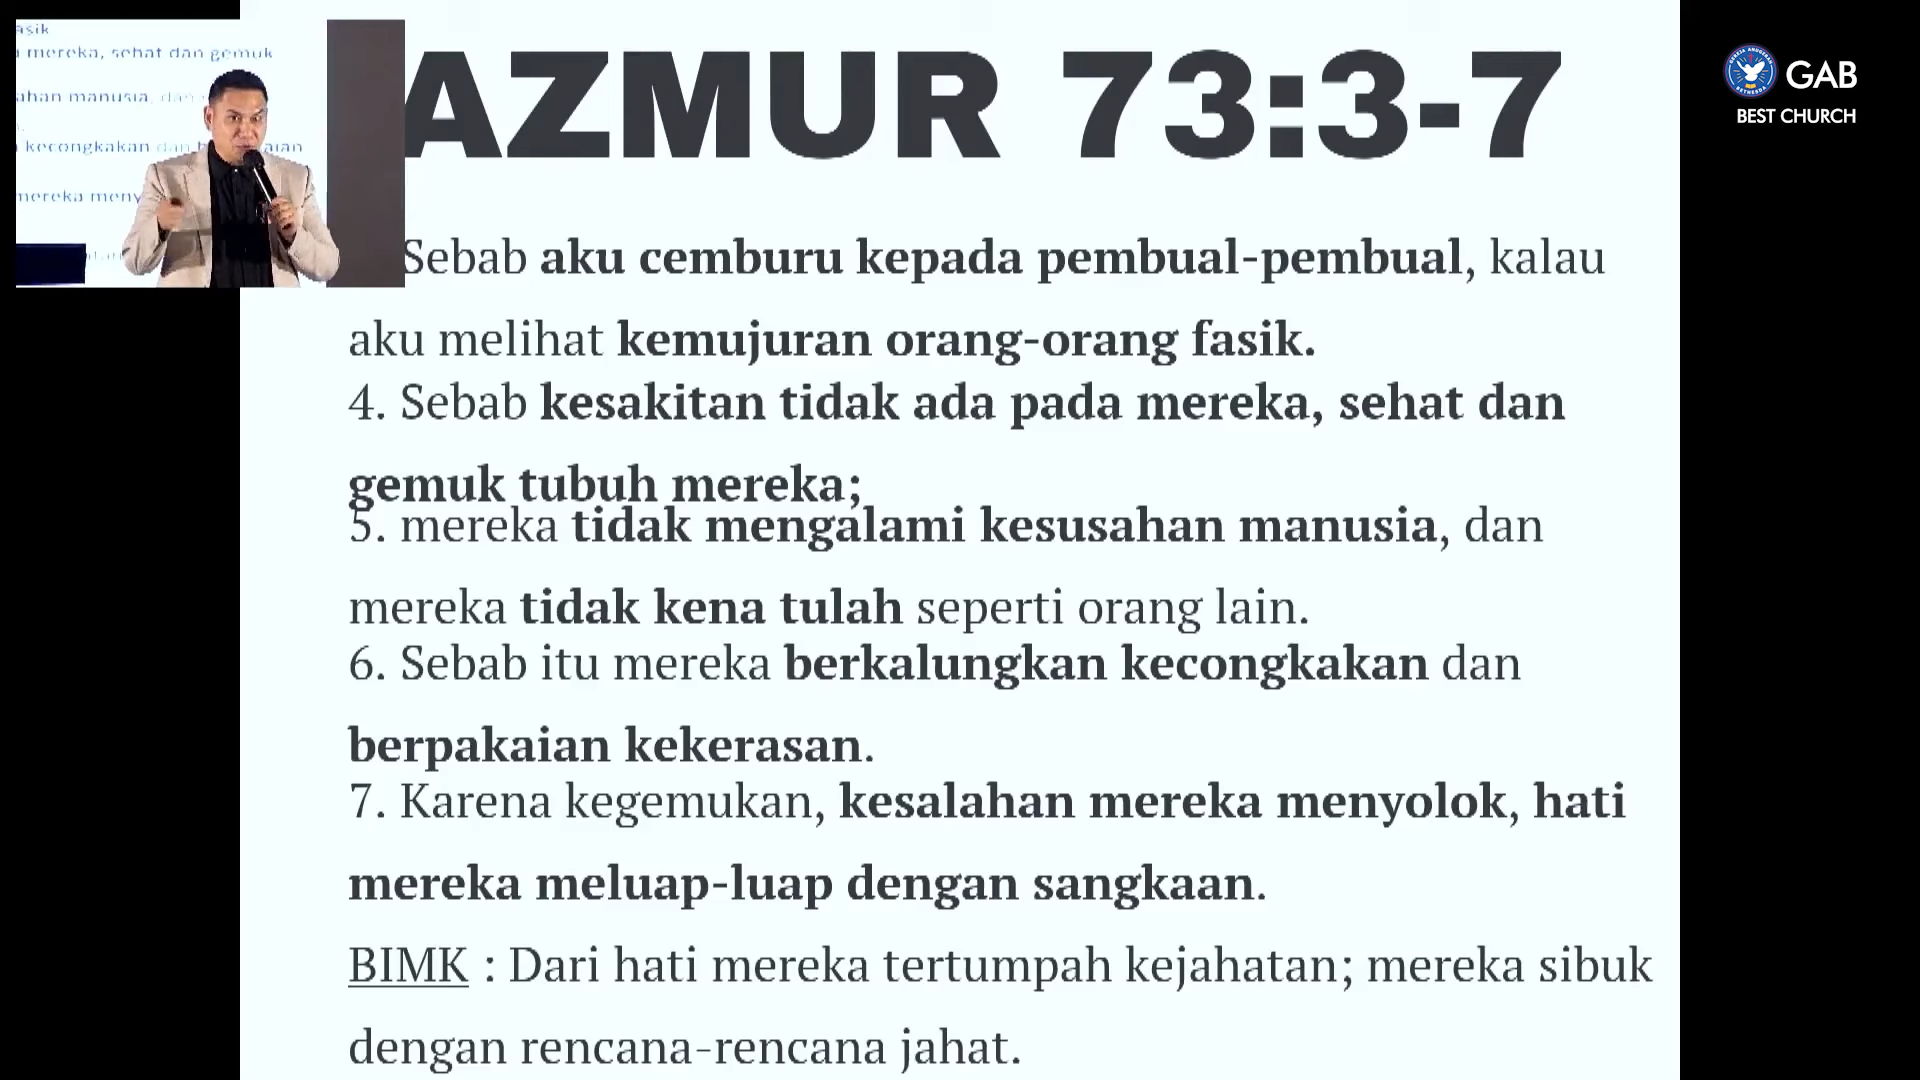 asik
mereka, sehat dan gemuk
ahan manusia, dan
kecongkakan dan
mereka meny
AZMUR 73:3-7
GAB
BEST CHURCH
Sebab aku cemburu kepada pembual-pembual, kalau
aku melihat kemujuran orang-orang fasik.
4. Sebab kesakitan tidak ada pada mereka, sehat dan
gemuk tubuh mereka;
5. mereka tidak mengalami kesusahan manusia, dan
mereka tidak kena tulah seperti orang lain.
6. Sebab itu mereka berkalungkan kecongkakan dan
berpakaian kekerasan.
7. Karena kegemukan, kesalahan mereka menyolok, hati
mereka meluap-luap dengan sangkaan.
BIMK : Dari hati mereka tertumpah kejahatan; mereka sibuk
dengan rencana-rencana jahat.